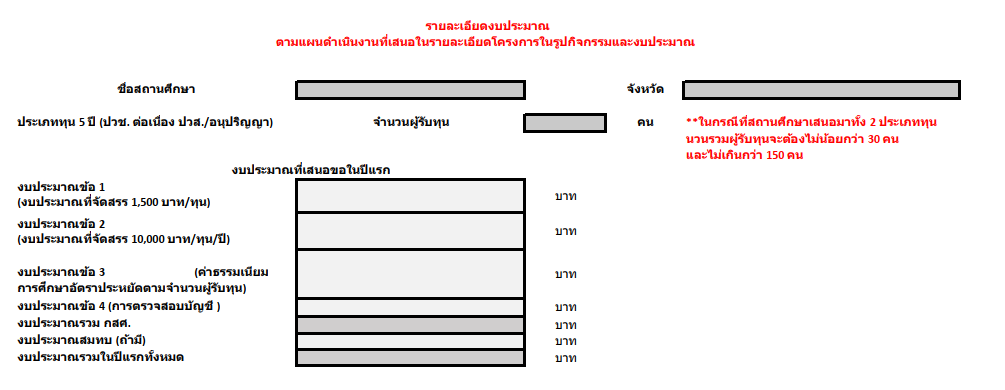 รายละเอียดงบประมาณ
ตามแผนดำเนินงานที่เสนอในรายละเอียดโครงการในรูปกิจกรรมและงบประมาณ
ชื่อสถานศึกษา จังหวัด
ประเภททุน 5 ปี (ปวช. ต่อเนื่อง ปวส./อนุปริญญา) จำนวนผู้รับทุน คน **ในกรณีที่สถานศึกษาเสนอมาทั้ง 2 ประเภททุน
นวนรวมผู้รับทุนจะต้องไม่น้อยกว่า 30 คน
และไม่เกินกว่า 150 คน
งบประมาณที่เสนอขอในปีแรก
งบประมาณข้อ 1
(งบประมาณที่จัดสรร 1,500 บาท/ทุน) บาท
งบประมาณข้อ 2
(งบประมาณที่จัดสรร 10,000 บาท/ทุน/ปี) บาท
งบประมาณข้อ 3 (ค่าธรรมเนียม
การศึกษาอัตราประหยัดตามจำนวนผู้รับทุน) บาท
งบประมาณข้อ 4 (การตรวจสอบบัญชี ) บาท
งบประมาณรวม กสศ. บาท
งบประมาณสมทบ (ถ้ามี) บาท
งบประมาณรวมในปีแรกทั้งหมด บาท